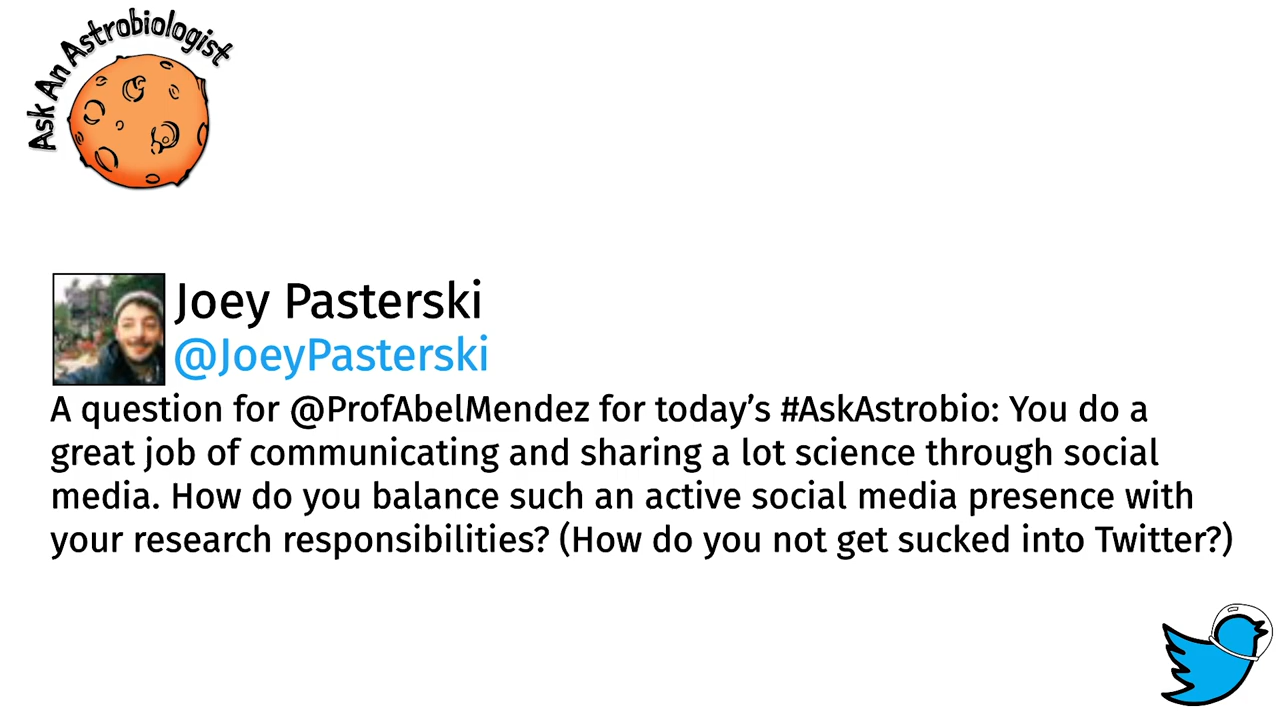 Ask An Astrobiologist
Joey Pasterski
@JoeyPasterski
A question for @ProfAbelMendez for today’s #AskAstrobio: You do a
great job of communicating and sharing a lot science through social
media. How do you balance such an active social media presence with
your research responsibilities? (How do you not get sucked into Twitter?)